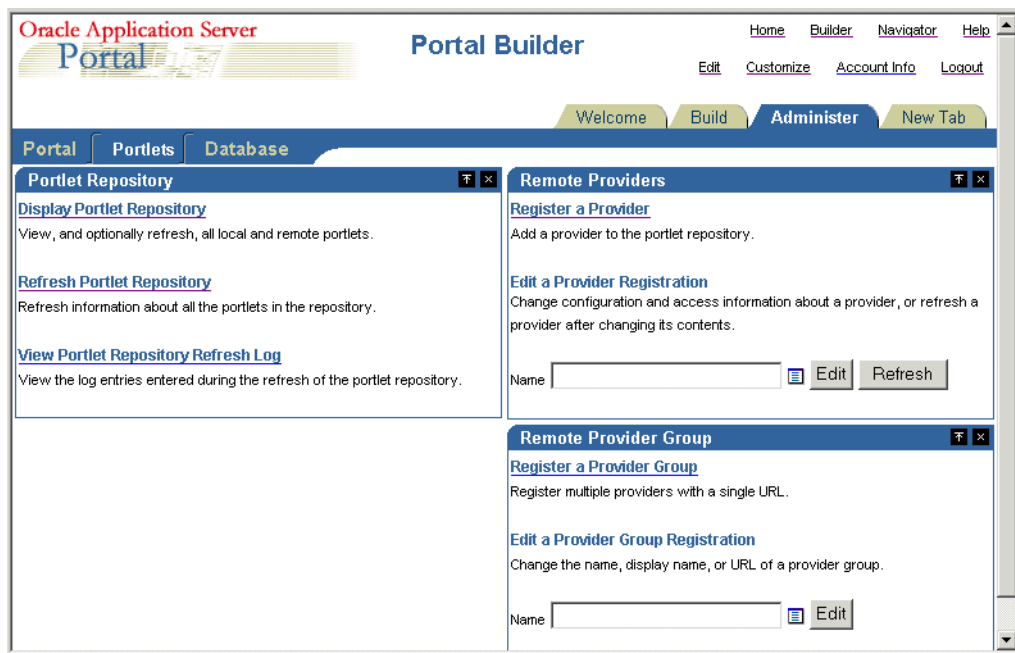 Oracle Application Server
Portal
Portal Builder
Home Builder Navigator Help
Edit Customize Account Info Logout
Welcome Build Administer New Tab
Portal Portlets Database
Portlet Repository
Display Portlet Repository
View, and optionally refresh, all local and remote portlets.
Refresh Portlet Repository
Refresh information about all the portlets in the repository.
View Portlet Repository Refresh Log
View the log entries entered during the refresh of the portlet repository.
Remote Providers
Register a Provider
Add a provider to the portlet repository.
Edit a Provider Registration
Change configuration and access information about a provider, or refresh a
provider after changing its contents.
Name Edit Refresh
Remote Provider Group
Register a Provider Group
Register multiple providers with a single URL.
Edit a Provider Group Registration
Change the name, display name, or URL of a provider group.
Name Edit